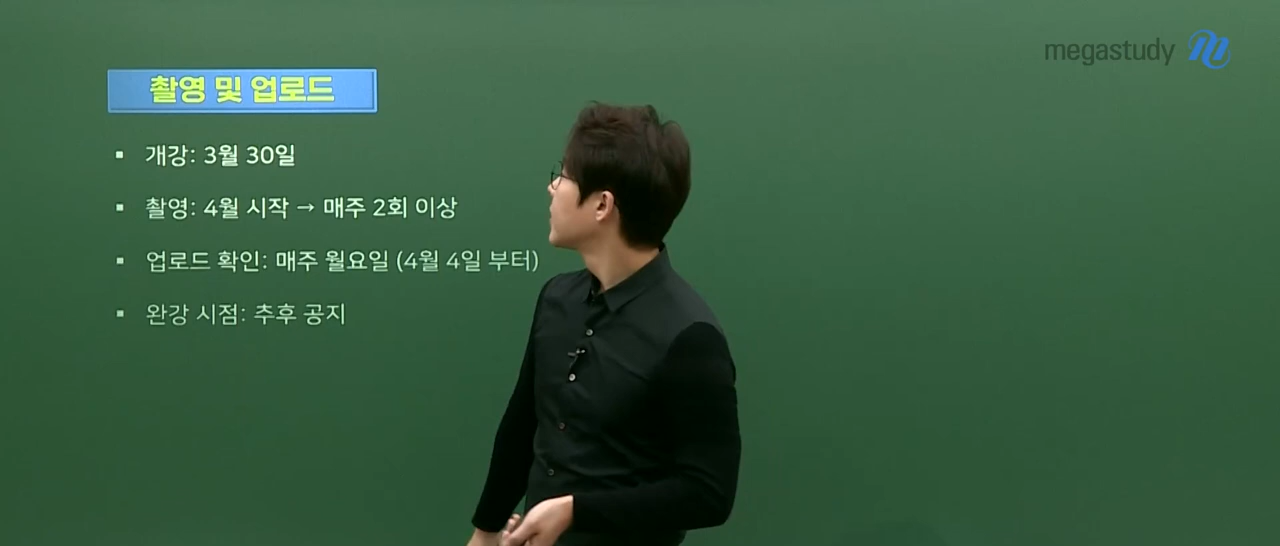 megastudy
촬영 및 업로드
▪ 개강: 3월 30일
▪ 촬영: 4월 시작 → 매주 2회 이상
▪ 업로드 확인: 매주 월요일 (4월 4일 부터)
▪ 완강 시점: 추후 공지